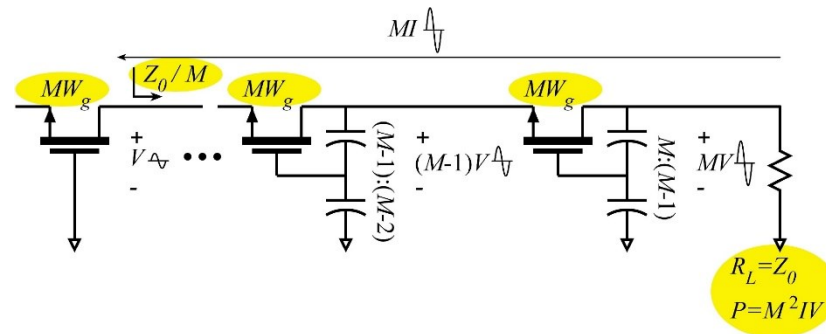 MI
MW_g
Z_0/M
MW_g
MW_g
+
V
-
•••
(M-1):(M-2)
+
(M-1)V
-
M:(M-1)
+
MV
-
R_L=Z_0
P=M^2IV